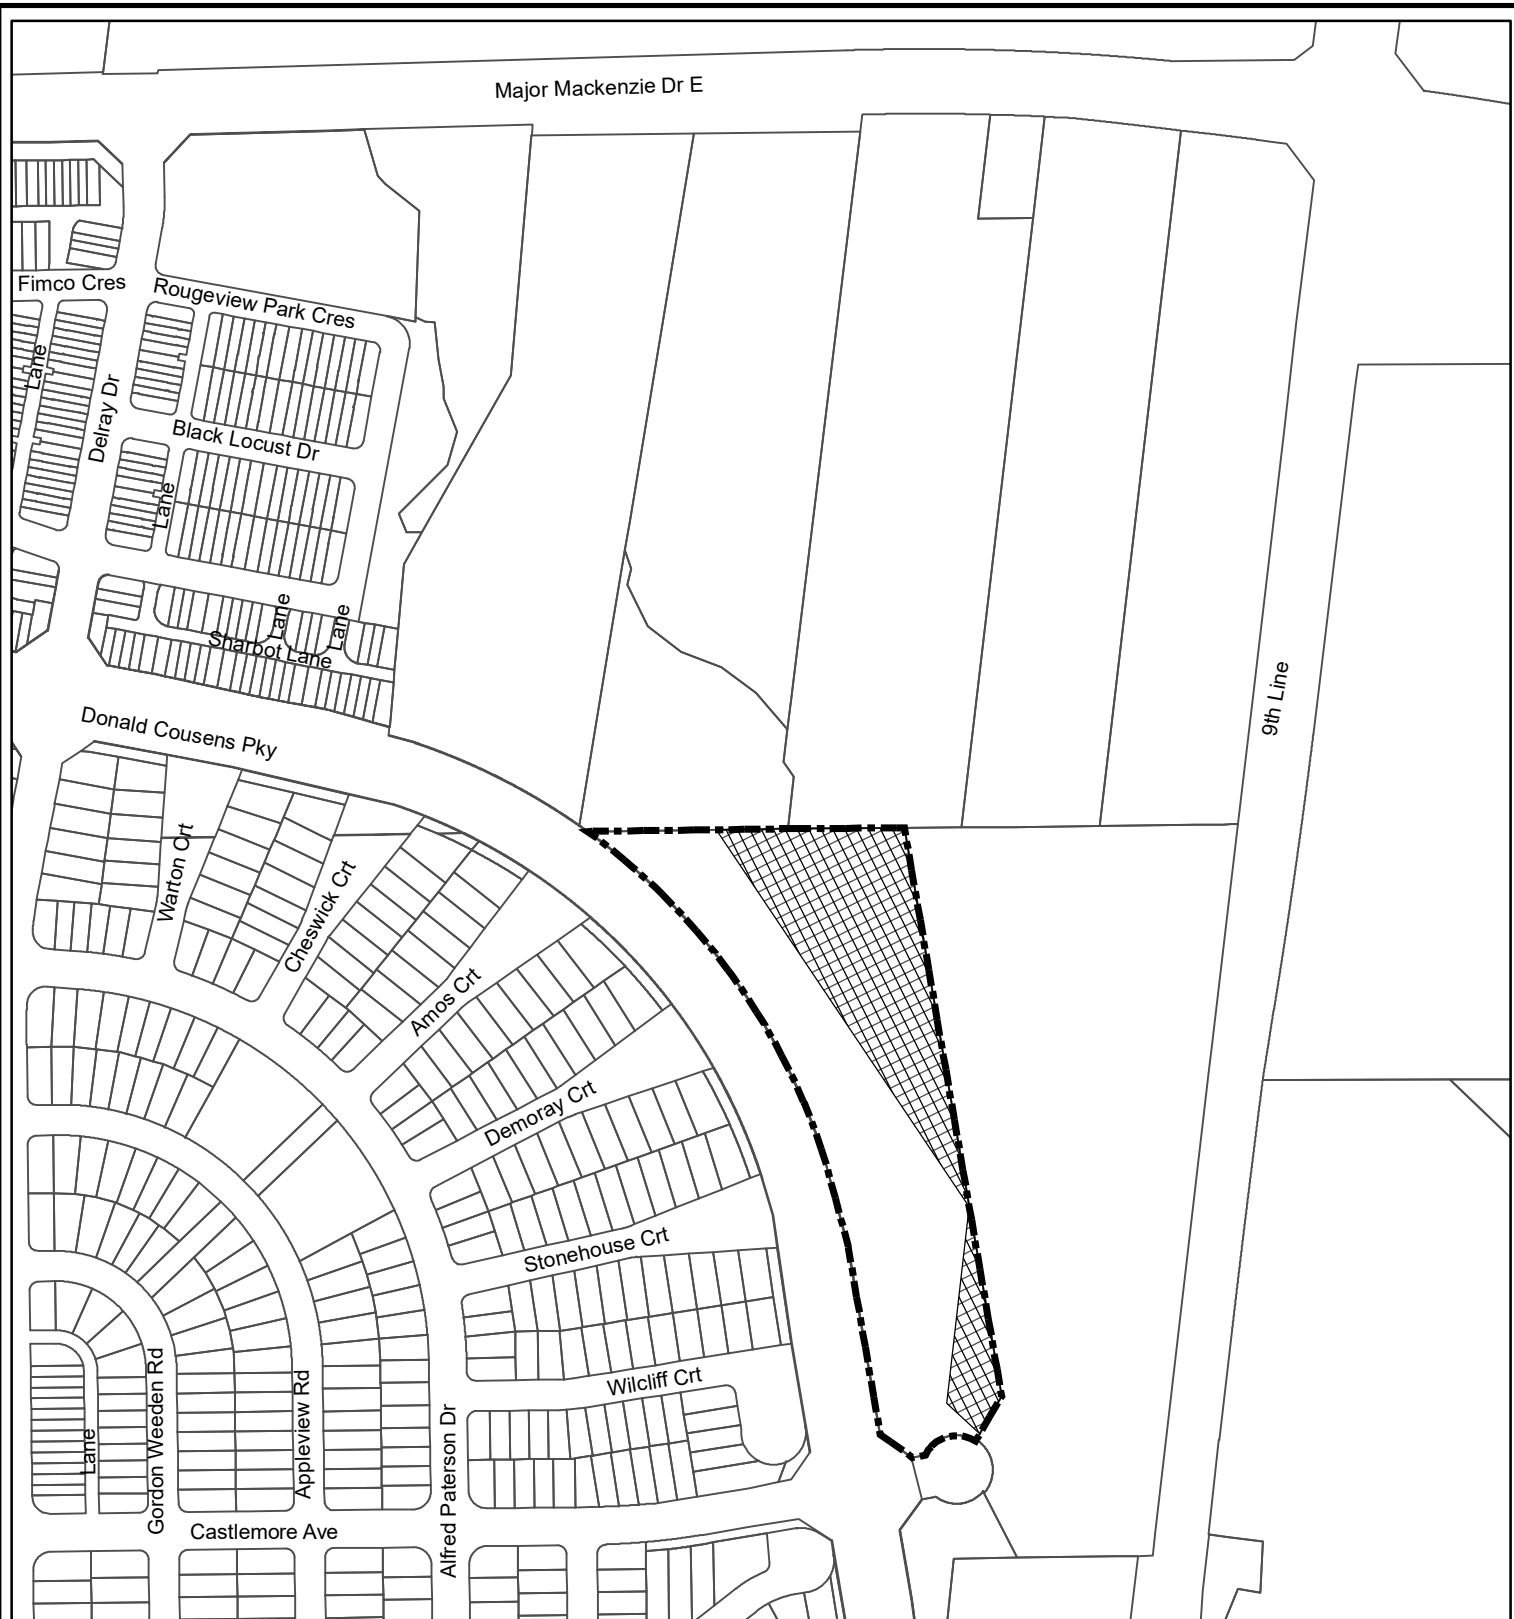 Major Mackenzie Dr E
Fimco Cres
Rougeview Park Cres
Lane
Delray Dr
Black Locust Dr
Lane
Lane
Lane
Sharbot Lane
9th Line
Donald Cousens Pky
Warton Crt
Cheswick Crt
Amos Crt
Demoray Crt
Stonehouse Crt
Wilcliff Crt
Gordon Weeden Rd
Appleview Rd
Alfred Paterson Dr
Lane
Castlemore Ave